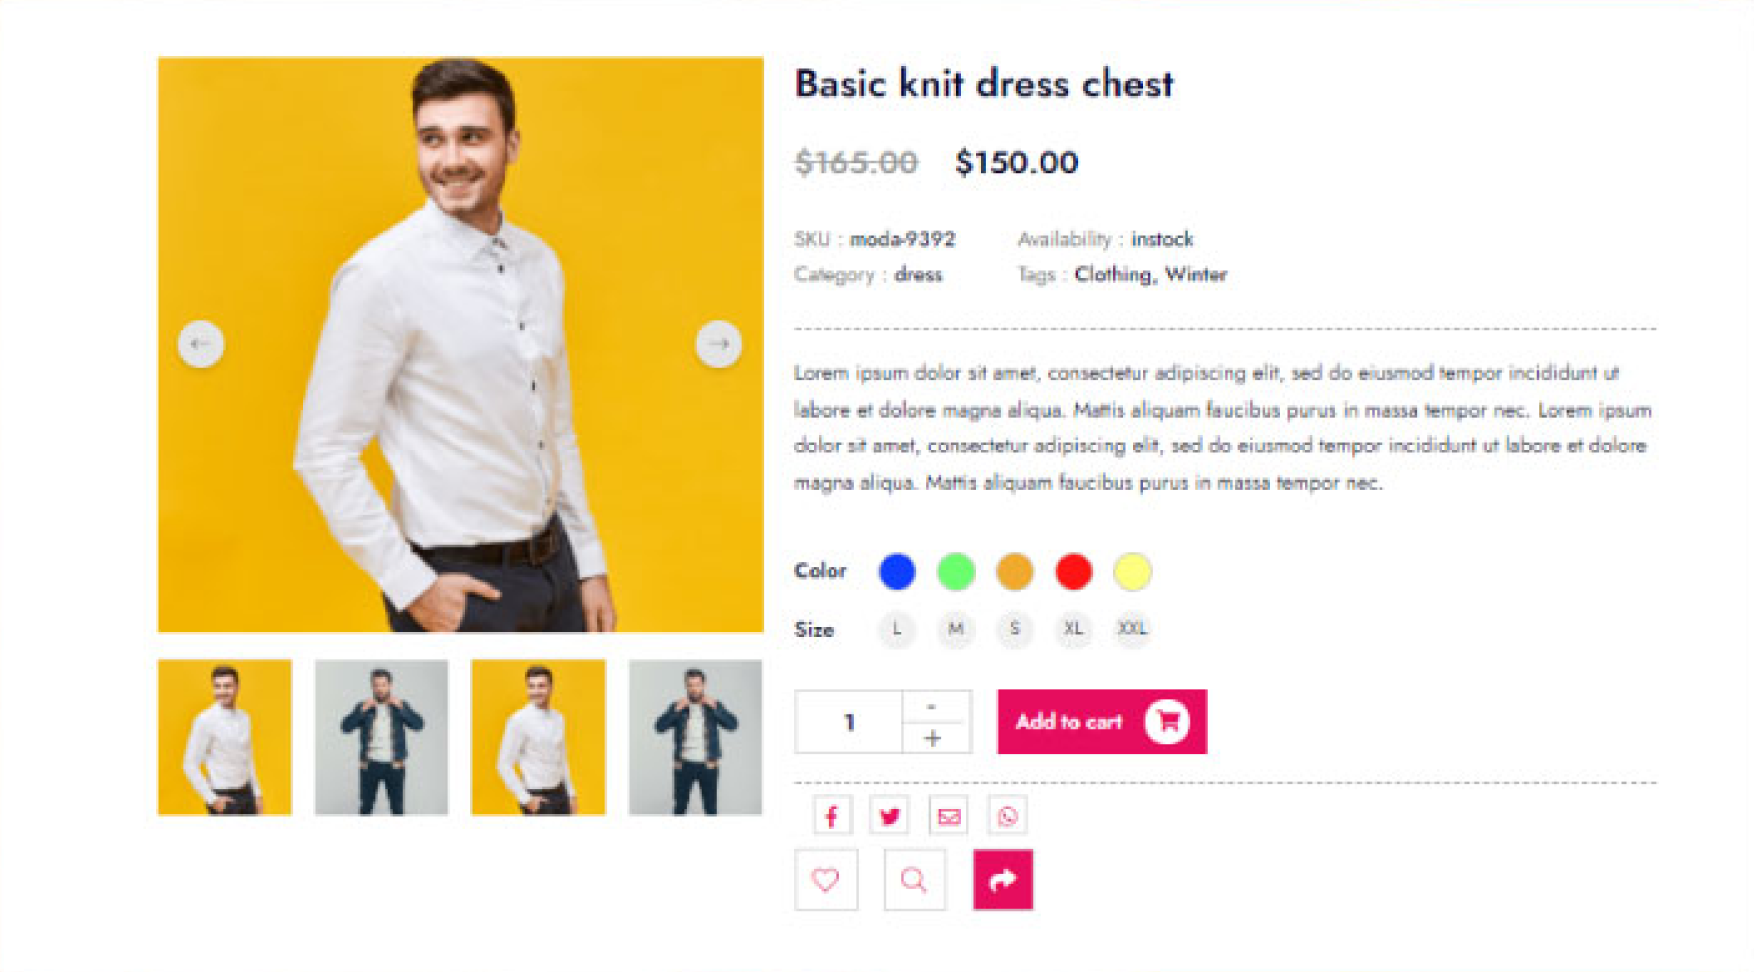 Basic knit dress chest
$165.00 $150.00
SKU : moda-9392 Availability : instock
Category : dress Tags : Clothing, Winter
Lorem ipsum dolor sit amet, consectetur adipiscing elit, sed do eiusmod tempor incididunt ut
labore et dolore magna aliqua. Mattis aliquam faucibus purus in massa tempor nec. Lorem ipsum
dolor sit amet, consectetur adipiscing elit, sed do eiusmod tempor incididunt ut labore et dolore
magna aliqua. Mattis aliquam faucibus purus in massa tempor nec.
Color
Size L M S XL XXL
1 - +
Add to cart